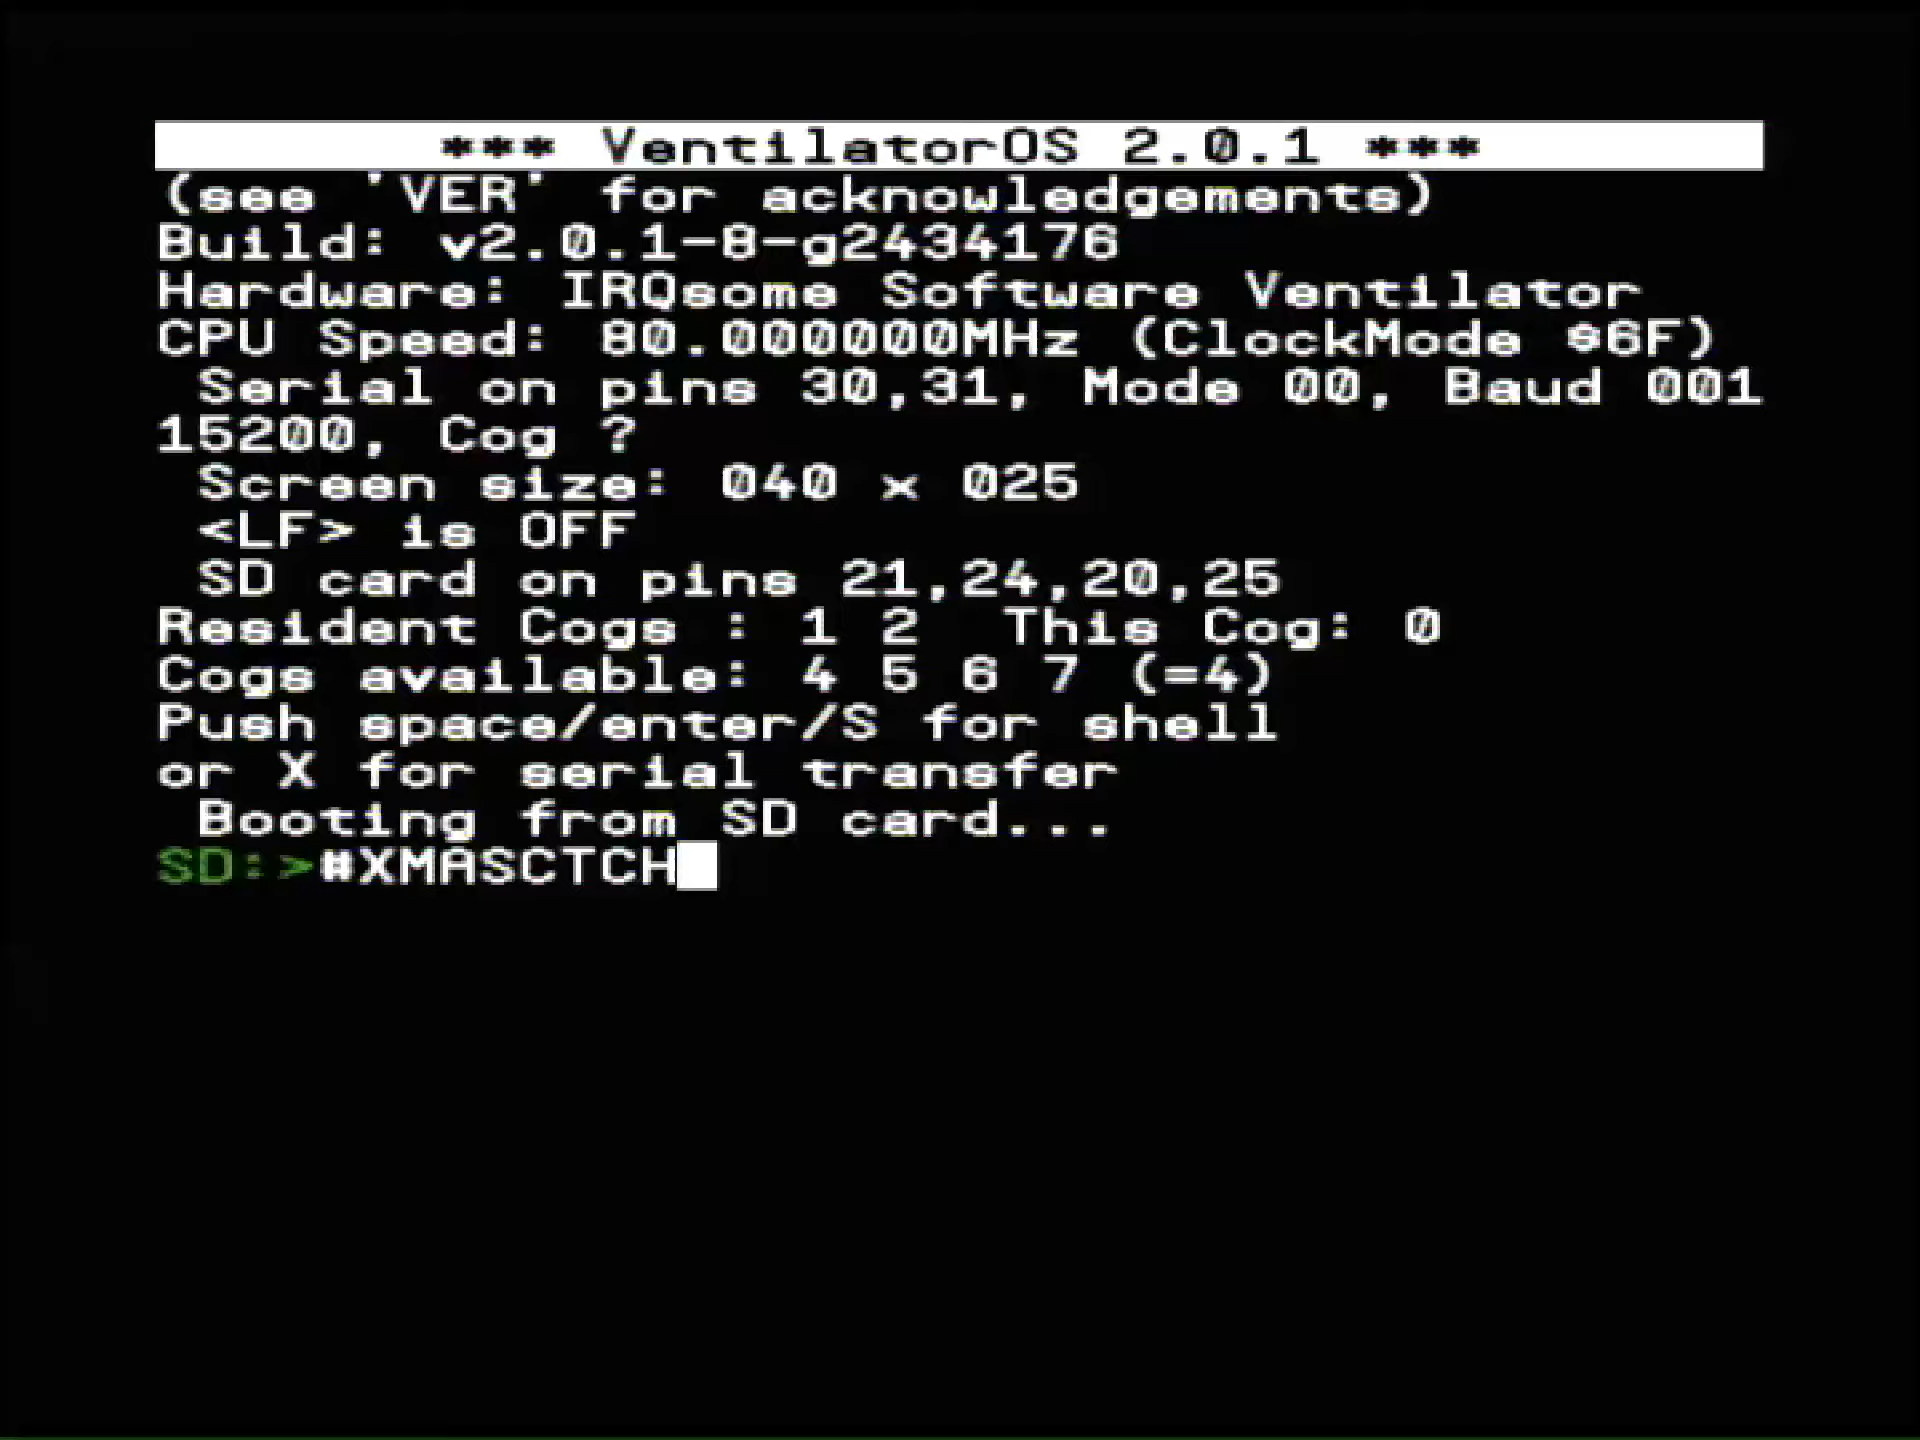 *** VentilatorOS 2.0.1 ***
(see 'VER' for acknowledgements)
Build: v2.0.1-8-g2434176
Hardware: IRQsome Software Ventilator
CPU Speed: 80.000000MHz (ClockMode $6F)
Serial on pins 30,31, Mode 00, Baud 001
15200, Cog ?
Screen size: 040 x 025
<LF> is OFF
SD card on pins 21,24,20,25
Resident Cogs : 1 2  This Cog: 0
Cogs available: 4 5 6 7 (=4)
Push space/enter/S for shell
or X for serial transfer
Booting from SD card...
SD:>#XMASCTCH